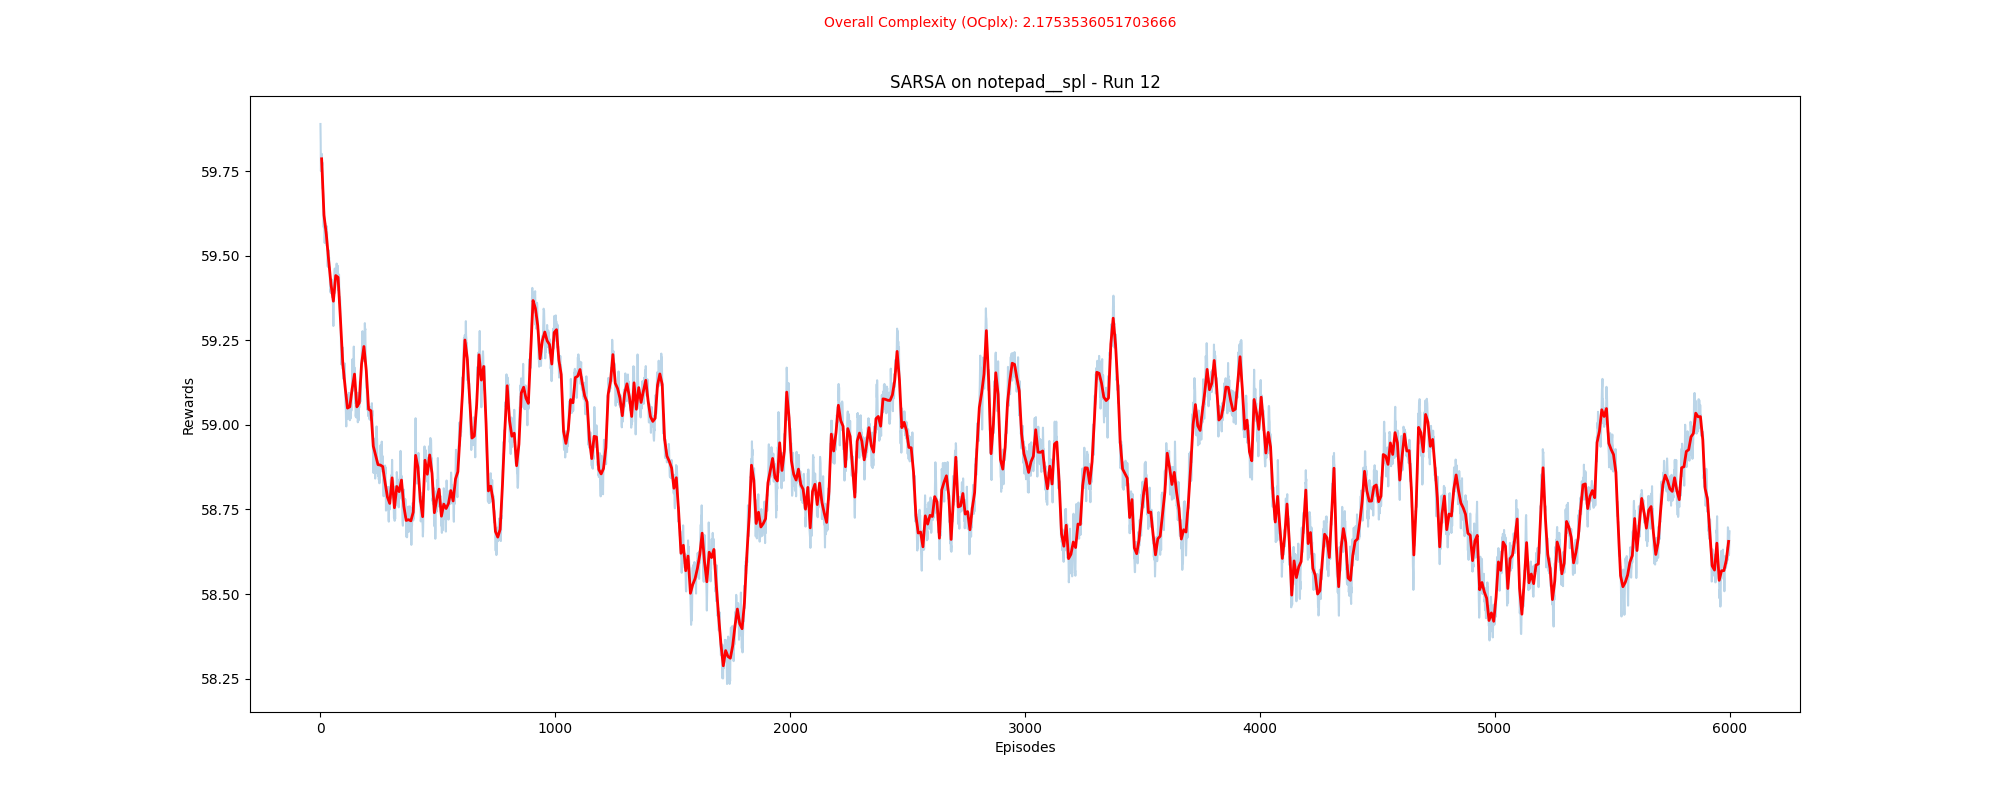 Overall Complexity (OCplx): 2.1753536051703666
SARSA on notepad__spl - Run 12
Rewards
59.75
59.50
59.25
59.00
58.75
58.50
58.25
0 1000 2000 3000 4000 5000 6000
Episodes